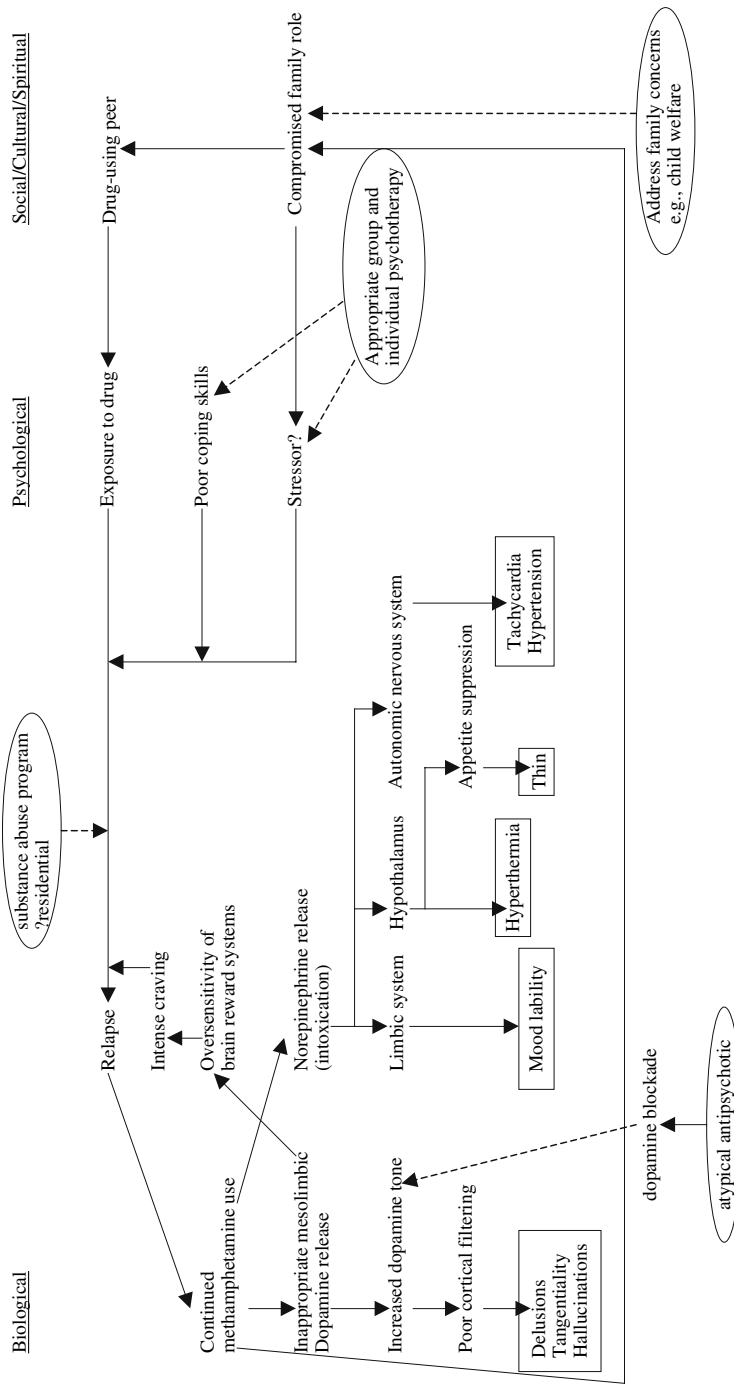 Biological
Psychological
Social/Cultural/Spiritual
substance abuse program
?residential
Relapse
Exposure to drug
Drug-using peer
Intense craving
Continued
methamphetamine use
Oversensitivity of
brain reward systems
Poor coping skills
Inappropriate mesolimbic
Dopamine release
Norepinephrine release
(intoxication)
Stressor?
Compromised family role
Appropriate group and
individual psychotherapy
Increased dopamine tone
Limbic system
Hypothalamus
Autonomic nervous system
Poor cortical filtering
Appetite suppression
Delusions
Tangentiality
Hallucinations
Mood lability
Hyperthermia
Thin
Tachycardia
Hypertension
dopamine blockade
Address family concerns
e.g., child welfare
atypical antipsychotic